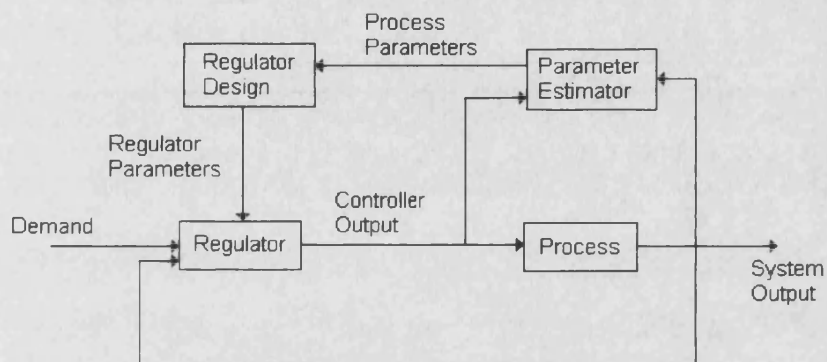 Process
Parameters
Regulator
Design
Parameter
Estimator
Regulator
Parameters
Controller
Output
Demand
Regulator
Process
System
Output